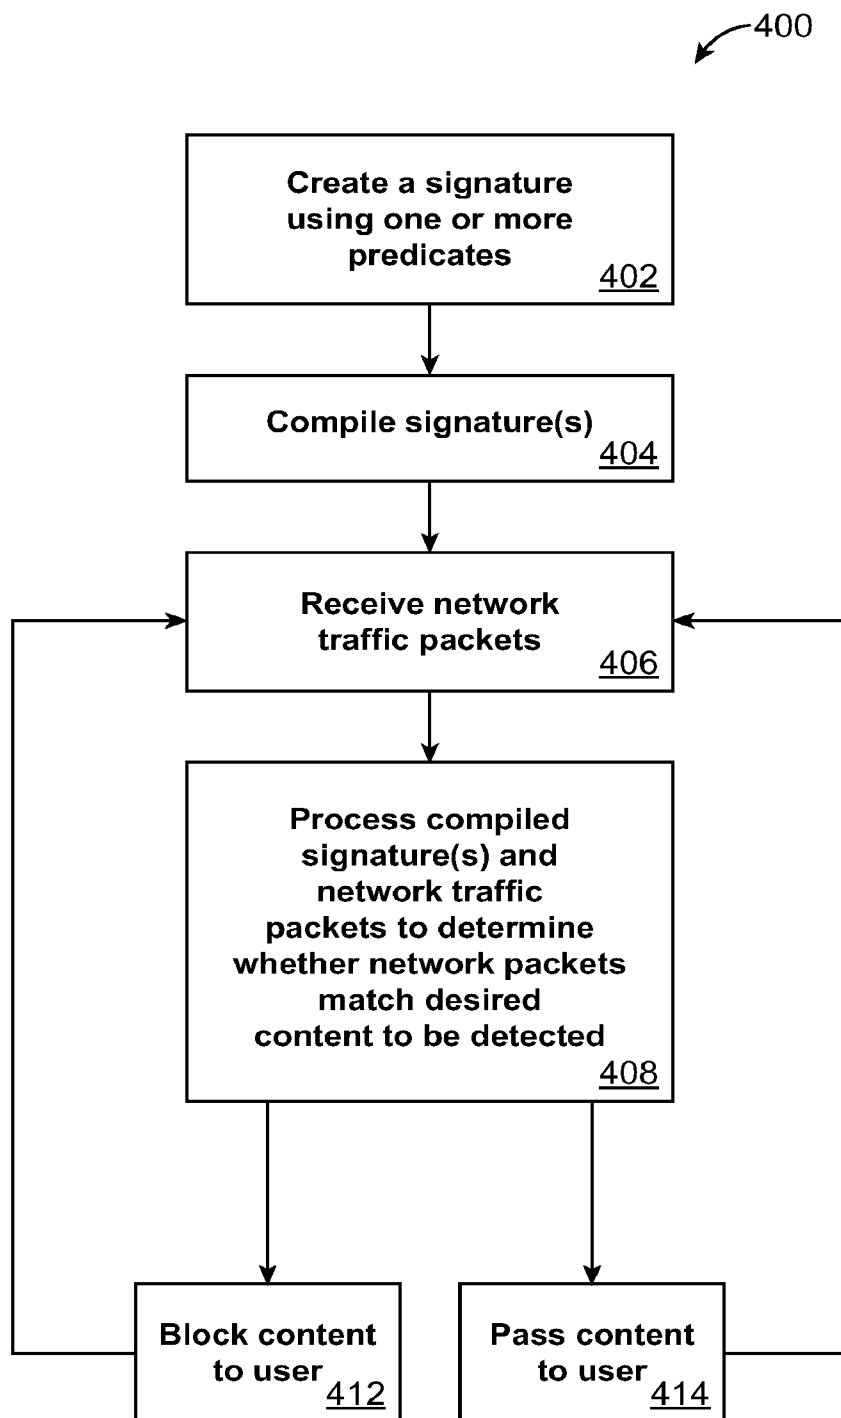 400
Create a signature
using one or more
predicates
402
Compile signature(s)
404
Receive network
traffic packets
406
Process compiled
signature(s) and
network traffic
packets to determine
whether network packets
match desired
content to be detected
408
Block content
to user
412
Pass content
to user
414